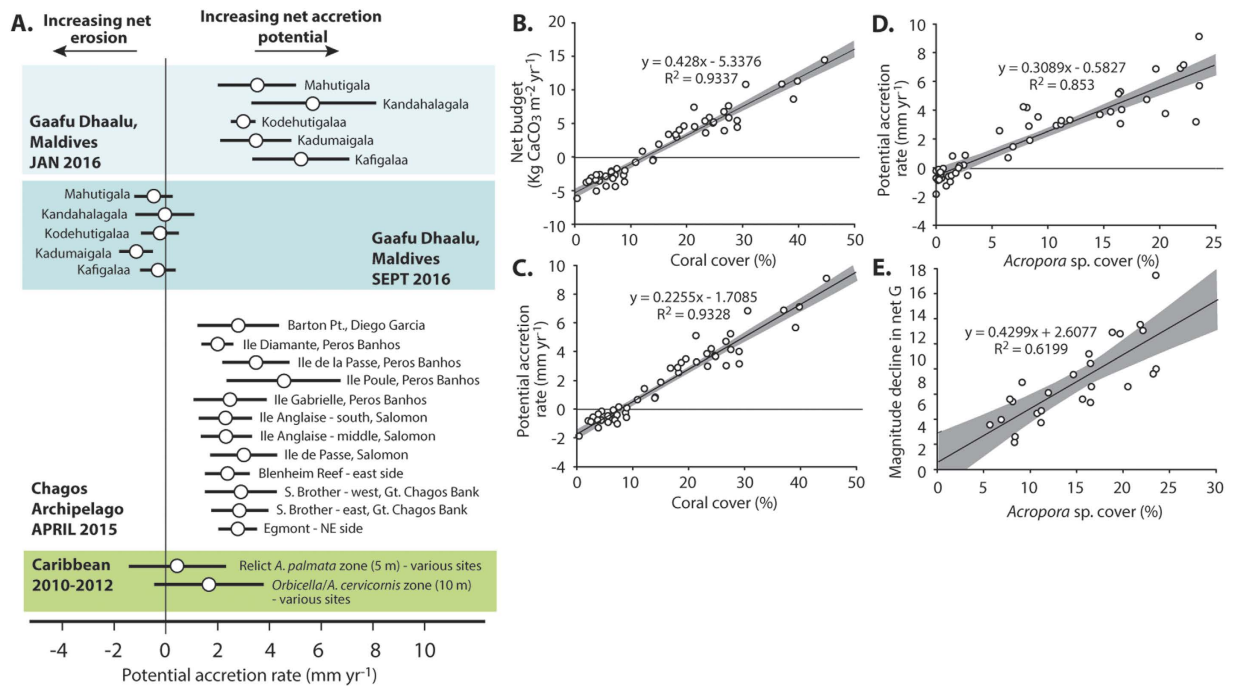 A.
Increasing net
erosion
Increasing net accretion
potential
Gaafu Dhaalu,
Maldives
JAN 2016
Mahutigala
Kandahalagala
Kodehutigalaa
Kadumaigala
Kafigalaa
Mahutigala
Kandahalagala
Kodehutigalaa
Kadumaigala
Kafigalaa
Gaafu Dhaalu,
Maldives
SEPT 2016
Barton Pt., Diego Garcia
Ile Diamante, Peros Banhos
Ile de la Passe, Peros Banhos
Ile Poule, Peros Banhos
Ile Gabrielle, Peros Banhos
Ile Anglaise - south, Salomon
Ile Anglaise - middle, Salomon
Ile de Passe, Salomon
Blenheim Reef - east side
S. Brother - west, Gt. Chagos Bank
S. Brother - east, Gt. Chagos Bank
Egmont - NE side
Chagos
Archipelago
APRIL 2015
Caribbean
2010-2012
Relict A. palmata zone (5 m) - various sites
Orbicella/A. cervicornis zone (10 m)
- various sites
-4 -2 0 2 4 6 8 10
Potential accretion rate (mm yr-1)
B.
20
15
10
5
0
-5
-10
Net budget
(Kg CaCO3 m-2 yr-1)
y = 0.428x - 5.3376
R2 = 0.9337
0 10 20 30 40 50
Coral cover (%)
C.
10
8
6
4
2
0
-2
-4
Potential accretion
rate (mm yr-1)
y = 0.2255x - 1.7085
R2 = 0.9328
0 10 20 30 40 50
Coral cover (%)
D.
10
8
6
4
2
0
-2
-4
Potential accretion
rate (mm yr-1)
y = 0.3089x - 0.5827
R2 = 0.853
0 5 10 15 20 25
Acropora sp. cover (%)
E.
18
16
14
12
10
8
6
4
2
0
Magnitude decline in net G
y = 0.4299x + 2.6077
R2 = 0.6199
0 5 10 15 20 25 30
Acropora sp. cover (%)